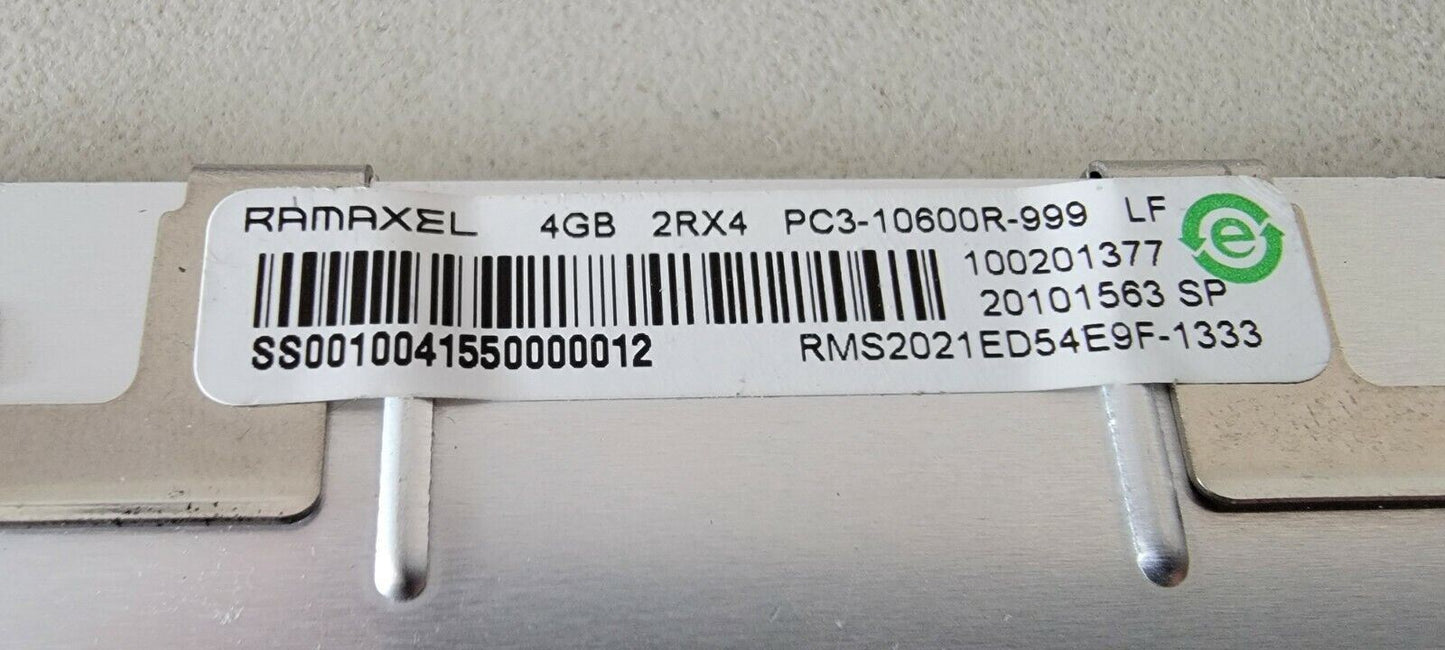 RAMAXEL 4GB 2RX4 PC3-10600R-999 LF
e
100201377
20101563 SP
SS0010041550000012 RMS2021ED54E9F-1333